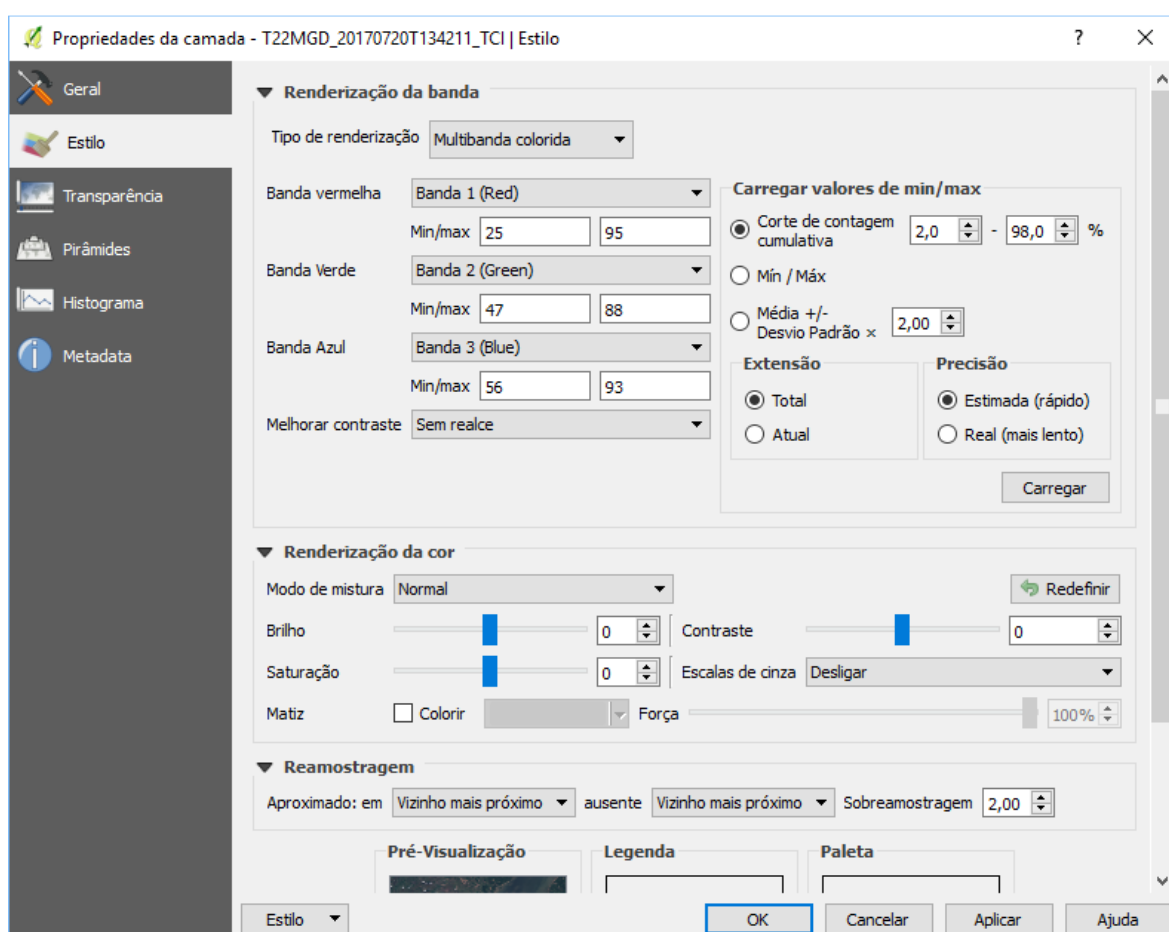 Propriedades da camada - T22MGD_20170720T134211_TCI | Estilo
?
Geral
Estilo
Transparência
Pirâmides
Histograma
Metadata
Renderização da banda
Tipo de renderização Multibanda colorida
Banda vermelha Banda 1 (Red)
Min/max 25 95
Banda Verde Banda 2 (Green)
Min/max 47 88
Banda Azul Banda 3 (Blue)
Min/max 56 93
Melhorar contraste Sem realce
Carregar valores de min/max
Corte de contagem
cumulativa
2,0 - 98,0 %
Mín / Máx
Média +/-
Desvio Padrão ×
2,00
Extensão
Total
Atual
Precisão
Estimada (rápido)
Real (mais lento)
Carregar
Renderização da cor
Modo de mistura Normal
Redefinir
Brilho 0 Contraste 0
Saturação 0 Escalas de cinza Desligar
Matiz Colorir Força 100%
Reamostragem
Aproximado: em Vizinho mais próximo ausente Vizinho mais próximo Sobreamostragem 2,00
Pré-Visualização Legenda Paleta
Estilo OK Cancelar Aplicar Ajuda